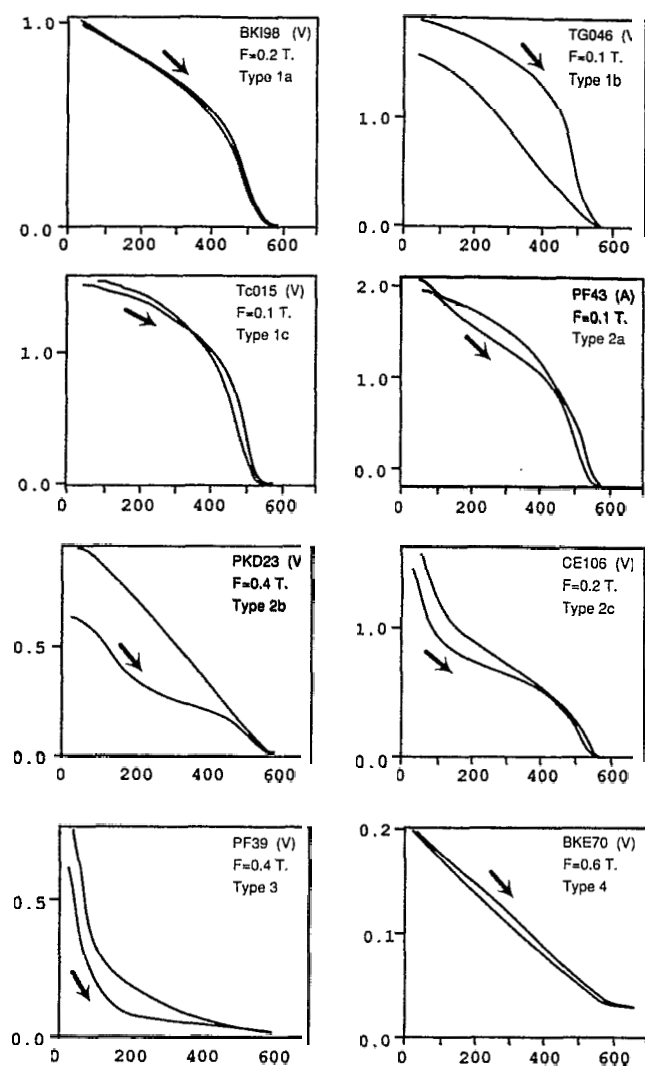 BKI98 (V)
F=0.2 T.
Type 1a
1.0
0.0
0 200 400 600
TG046 (V
F=0.1 T.
Type 1b
1.0
0.0
0 200 400 600
Tc015 (V)
F=0.1 T.
Type 1c
1.0
0.0
0 200 400 600
PF43 (A)
F=0.1 T.
Type 2a
2.0
1.0
0.0
0 200 400 600
PKD23 (V
F=0.4 T.
Type 2b
0.5
0.0
0 200 400 600
CE106 (V)
F=0.2 T.
Type 2c
1.0
0.0
0 200 400 600
PF39 (V)
F=0.4 T.
Type 3
0.5
0.0
0 200 400 600
BKE70 (V)
F=0.6 T.
Type 4
0.2
0.1
0.0
0 200 400 600